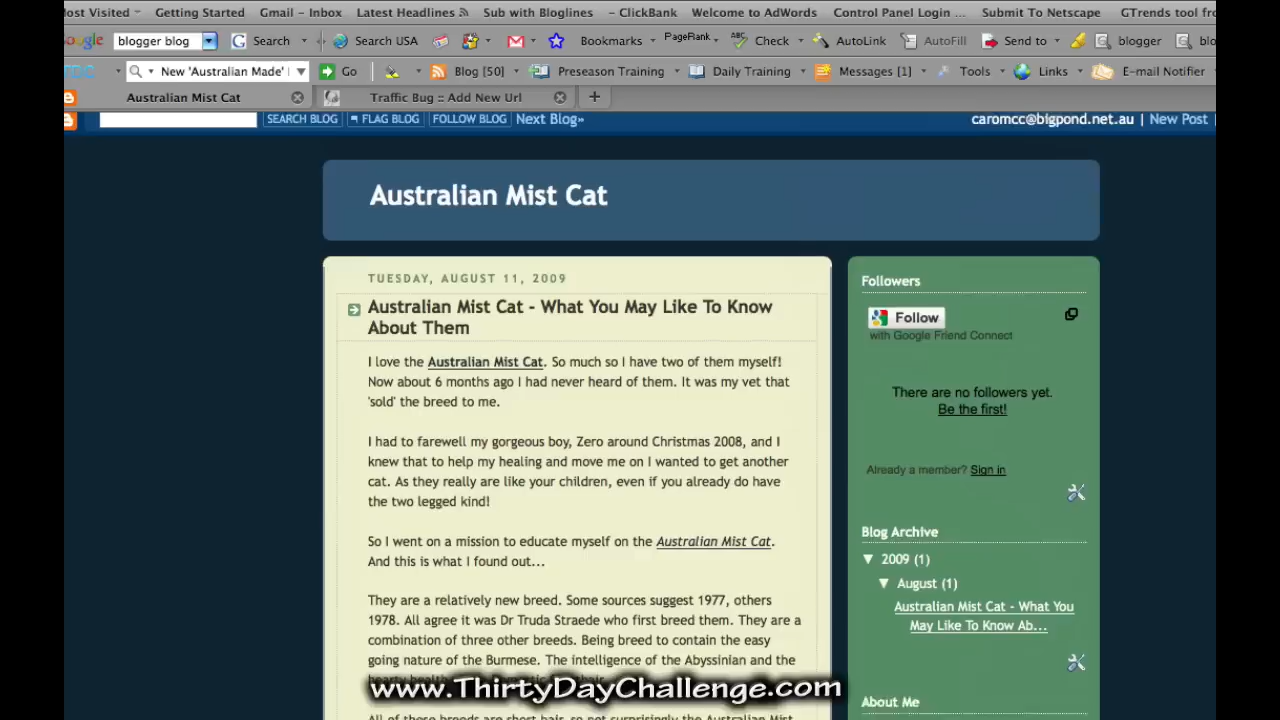 Most Visited Getting Started Gmail - Inbox Latest Headlines Sub with Bloglines - ClickBank Welcome to AdWords Control Panel Login ... Submit To Netscape GTrends tool
blogger blog Search Search USA Bookmarks PageRank Check AutoLink AutoFill Send to blogger
New 'Australian Made' Go Blog [50] Preseason Training Daily Training Messages [1] Tools Links E-mail Notifier
Australian Mist Cat Traffic Bug :: Add New Url
SEARCH BLOG FLAG BLOG FOLLOW BLOG Next Blog» caromcc@bigpond.net.au | New Post |
Australian Mist Cat
TUESDAY, AUGUST 11, 2009
Australian Mist Cat - What You May Like To Know
About Them
I love the Australian Mist Cat. So much so I have two of them myself!
Now about 6 months ago I had never heard of them. It was my vet that
'sold' the breed to me.
I had to farewell my gorgeous boy, Zero around Christmas 2008, and I
knew that to help my healing and move me on I wanted to get another
cat. As they really are like your children, even if you already do have
the two legged kind!
So I went on a mission to educate myself on the Australian Mist Cat.
And this is what I found out...
They are a relatively new breed. Some sources suggest 1977, others
1978. All agree it was Dr Truda Straede who first breed them. They are a
combination of three other breeds. Being breed to contain the easy
going nature of the Burmese. The intelligence of the Abyssinian and the
All of these breeds are short hair, so not surprisingly the Australian Mist
Followers
Follow
with Google Friend Connect
There are no followers yet.
Be the first!
Already a member? Sign in
Blog Archive
▼ 2009 (1)
▼ August (1)
Australian Mist Cat - What You
May Like To Know Ab...
About Me
www.ThirtyDayChallenge.com